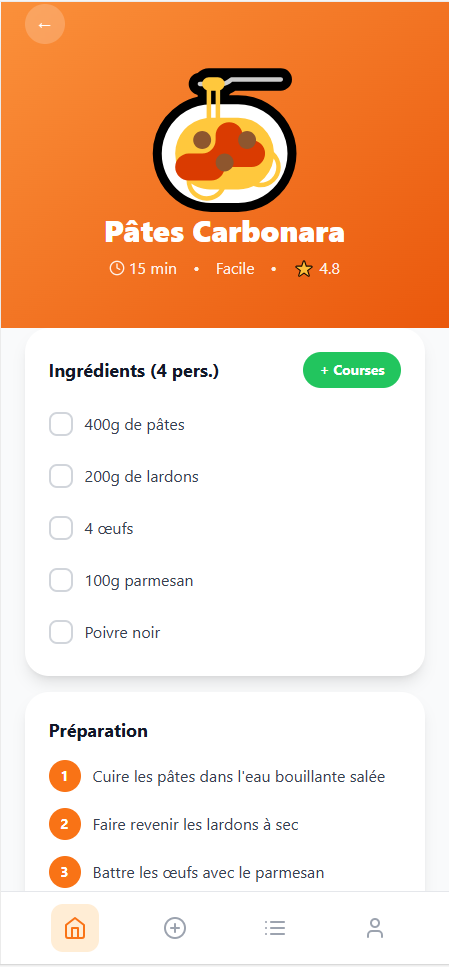 ←
Pâtes Carbonara
15 min • Facile • ⭐ 4.8
Ingrédients (4 pers.)
+ Courses
400g de pâtes
200g de lardons
4 œufs
100g parmesan
Poivre noir
Préparation
1 Cuire les pâtes dans l'eau bouillante salée
2 Faire revenir les lardons à sec
3 Battre les œufs avec le parmesan